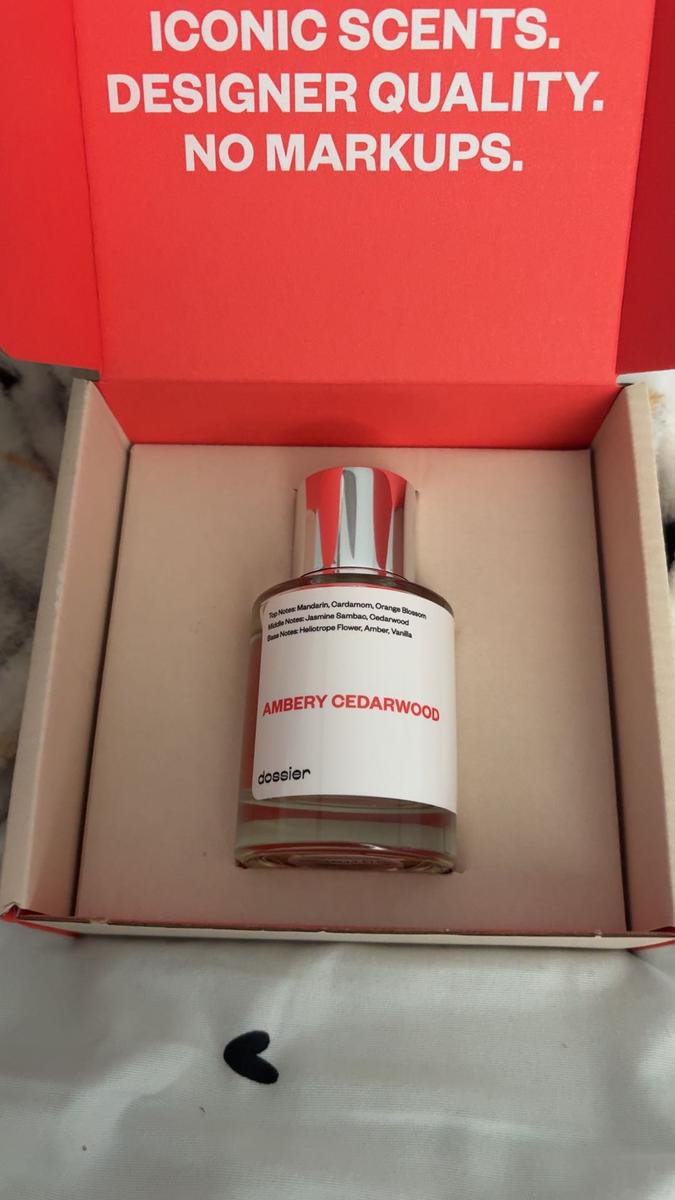 ICONIC SCENTS.
DESIGNER QUALITY.
NO MARKUPS.
Top Notes: Mandarin, Cardamom, Orange Blossom
Middle Notes: Jasmine Sambac, Cedarwood
Base Notes: Heliotrope Flower, Amber, Vanilla
AMBERY CEDARWOOD
dossier